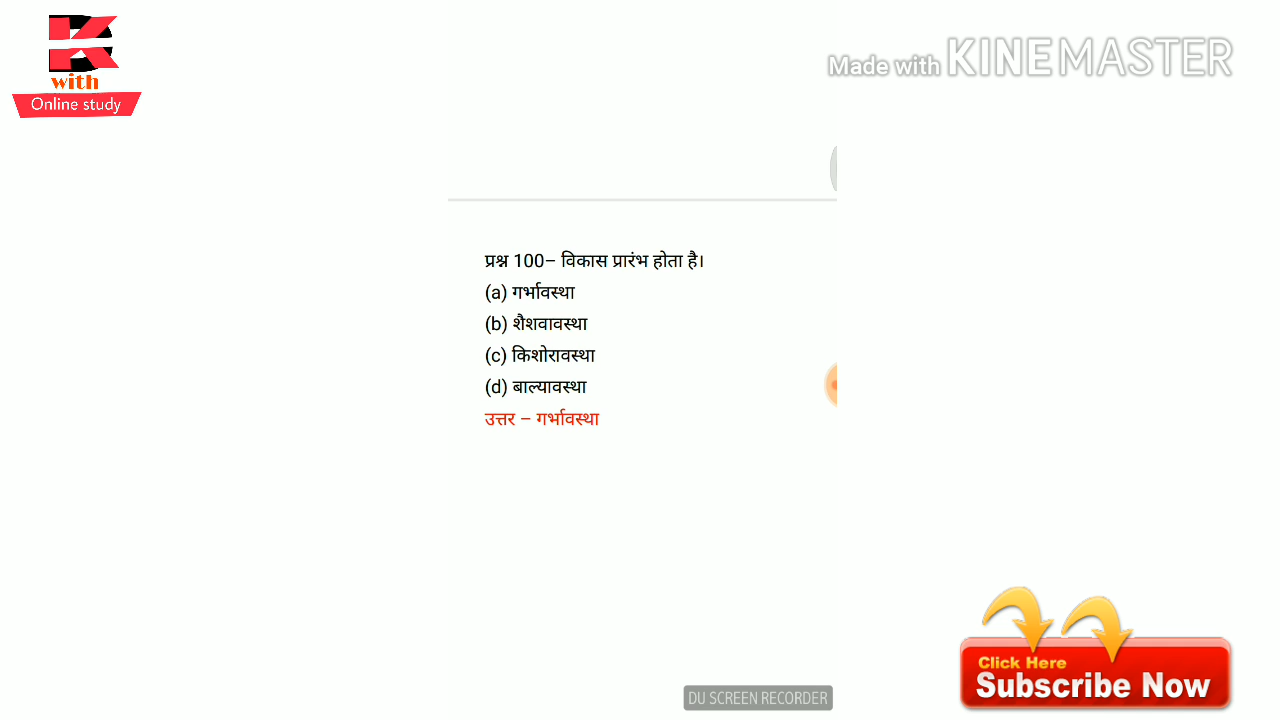 K
with
Online study
Made with KINEMASTER
प्रश्न 100– विकास प्रारंभ होता है।
(a) गर्भावस्था
(b) शैशवावस्था
(c) किशोरावस्था
(d) बाल्यावस्था
उत्तर – गर्भावस्था
Click Here
Subscribe Now
DU SCREEN RECORDER